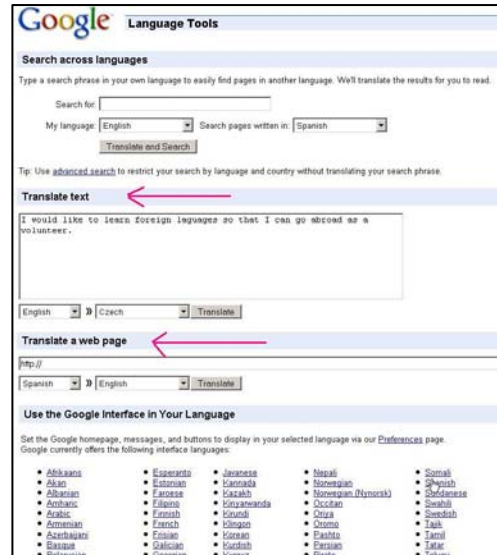 Google Language Tools
Search across languages
Type a search phrase in your own language to easily find pages in another language. We'll translate the results for you to read.
Search for:
My language: English Search pages written in: Spanish
Translate and Search
Tip: Use advanced search to restrict your search by language and country without translating your search phrase.
Translate text
I would like to learn foreign laguages so that I can go abroad as a
volunteer.
English » Czech Translate
Translate a web page
http://
Spanish » English Translate
Use the Google Interface in Your Language
Set the Google homepage, messages, and buttons to display in your selected language via our Preferences page.
Google currently offers the following interface languages:
Afrikaans Esperanto Javanese Nepali Somali
Akan Estonian Kannada Norwegian Spanish
Albanian Faroese Kazakh Norwegian (Nynorsk) Sundanese
Amharic Filipino Kinyarwanda Occitan Swahili
Arabic Finnish Kirundi Oriya Swedish
Armenian French Klingon Oromo Tajik
Azerbaijani Frisian Korean Pashto Tamil
Basque Galician Kurdish Persian Tatar